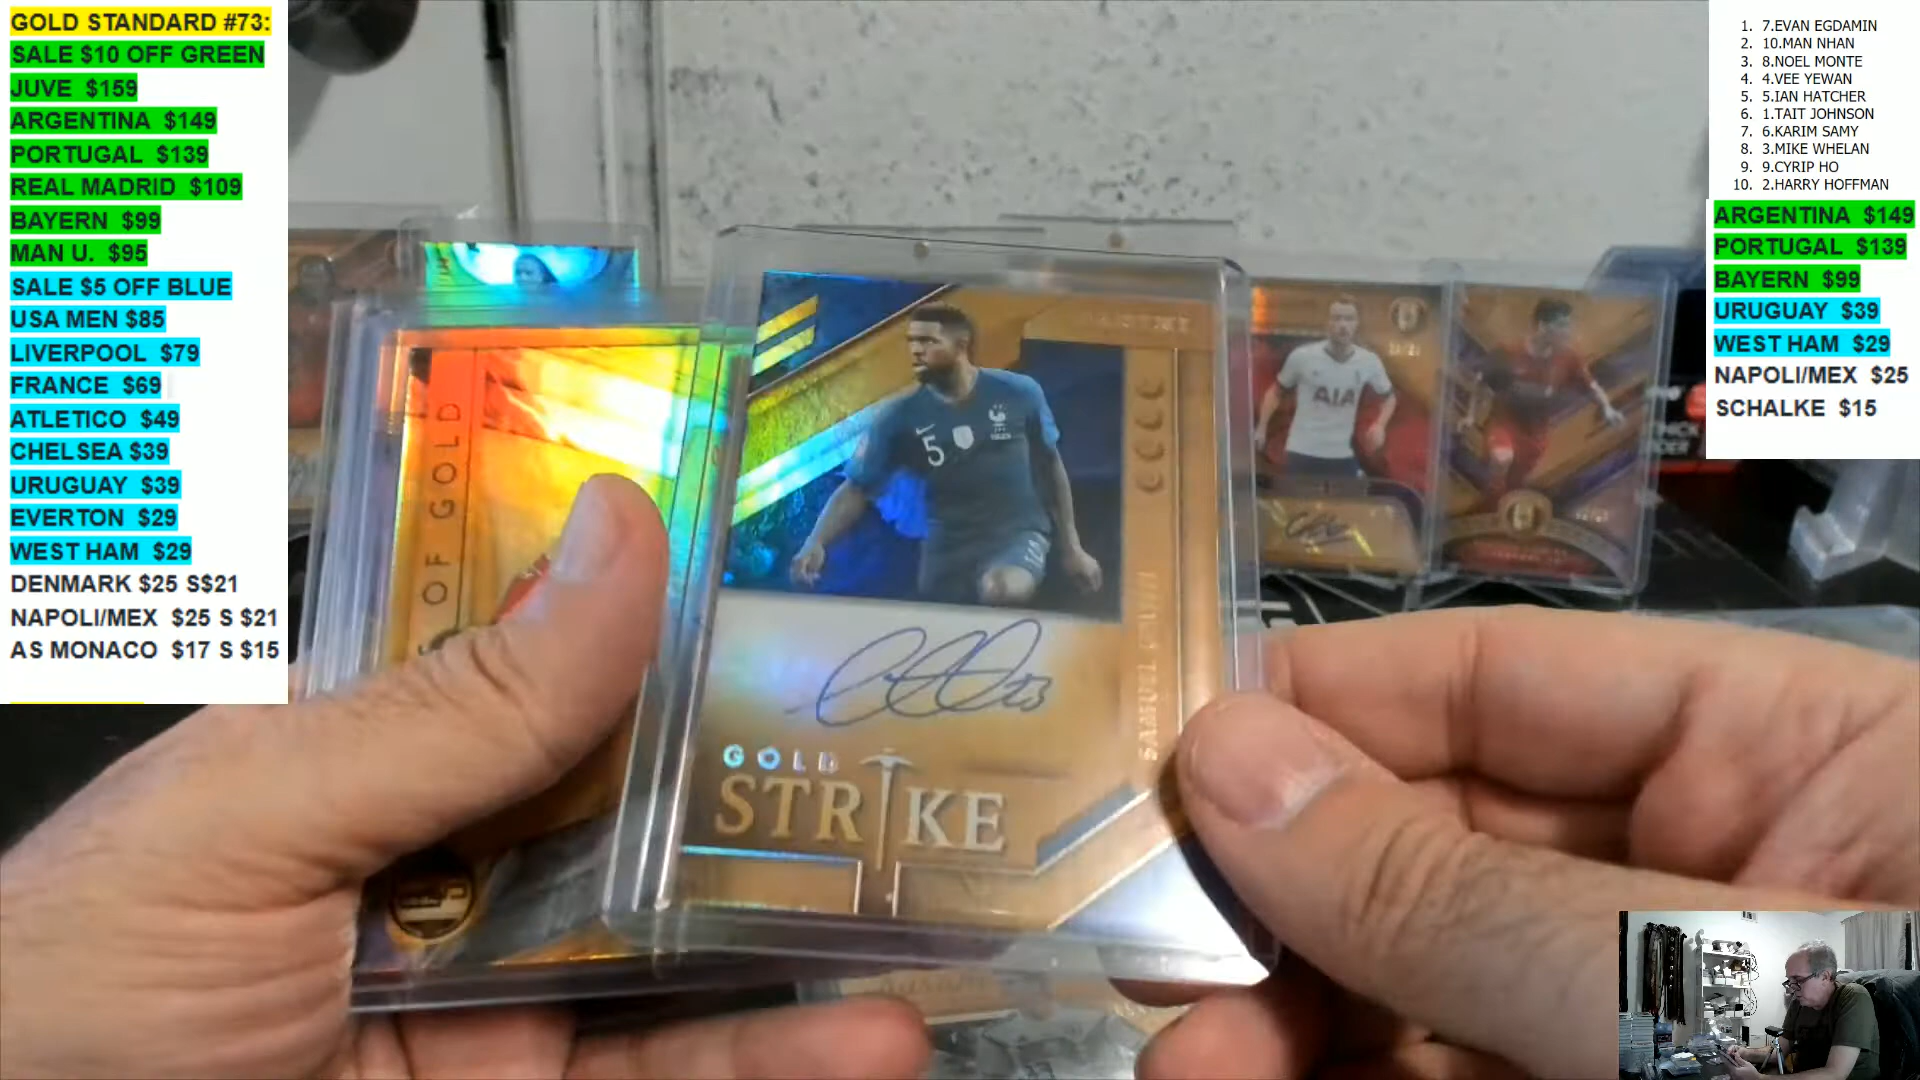 GOLD STANDARD #73:
SALE $10 OFF GREEN
JUVE $159
ARGENTINA $149
PORTUGAL $139
REAL MADRID $109
BAYERN $99
MAN U. $95
SALE $5 OFF BLUE
USA MEN $85
LIVERPOOL $79
FRANCE $69
ATLETICO $49
CHELSEA $39
URUGUAY $39
EVERTON $29
WEST HAM $29
DENMARK $25 S$21
NAPOLI/MEX $25 S $21
AS MONACO $17 S $15
OF GOLD
5
SAMUEL
GOLD
STRIKE
AIA
1. 7.EVAN EGDAMIN
2. 10.MAN NHAN
3. 8.NOEL MONTE
4. 4.VEE YEWAN
5. 5.IAN HATCHER
6. 1.TAIT JOHNSON
7. 6.KARIM SAMY
8. 3.MIKE WHELAN
9. 9.CYRIP HO
10. 2.HARRY HOFFMAN
ARGENTINA $149
PORTUGAL $139
BAYERN $99
URUGUAY $39
WEST HAM $29
NAPOLI/MEX $25
SCHALKE $15